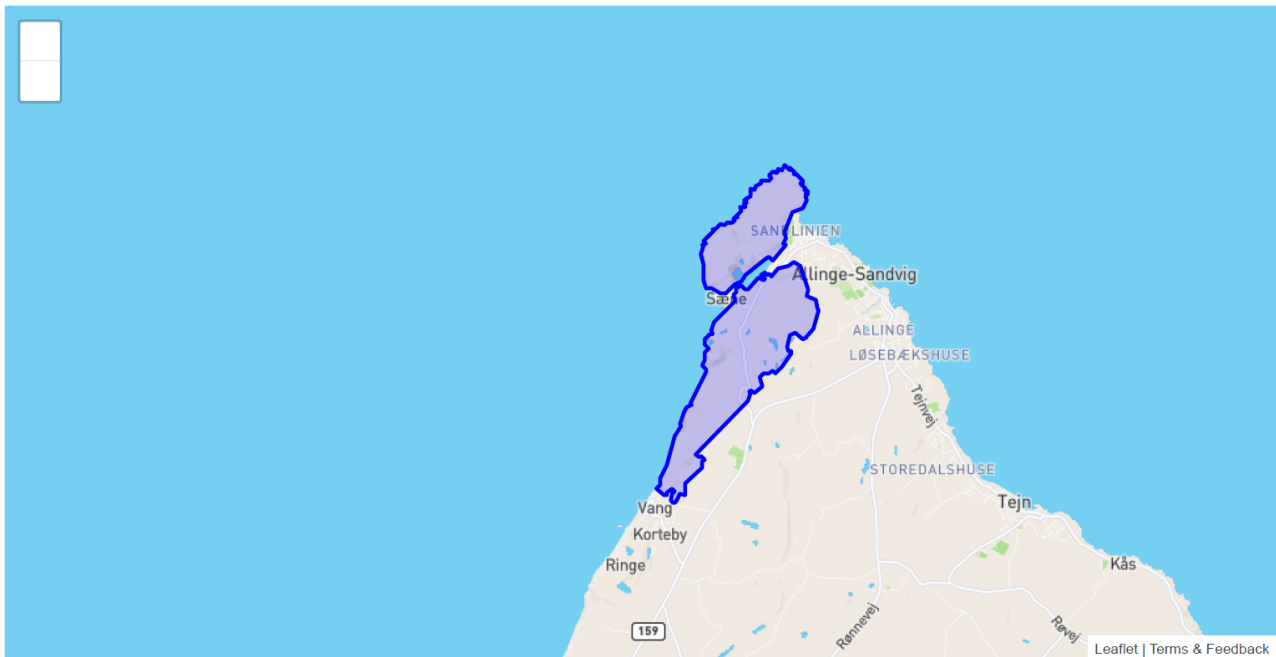 SANDLINIEN
Allinge-Sandvig
Sæne
ALLINGE
LØSEBÆKSHUSE
Tejnvej
STOREDALSHUSE
Tejn
Vang
Korteby
Ringe
Kås
159
Rønnevej
Røvej
Leaflet | Terms & Feedback